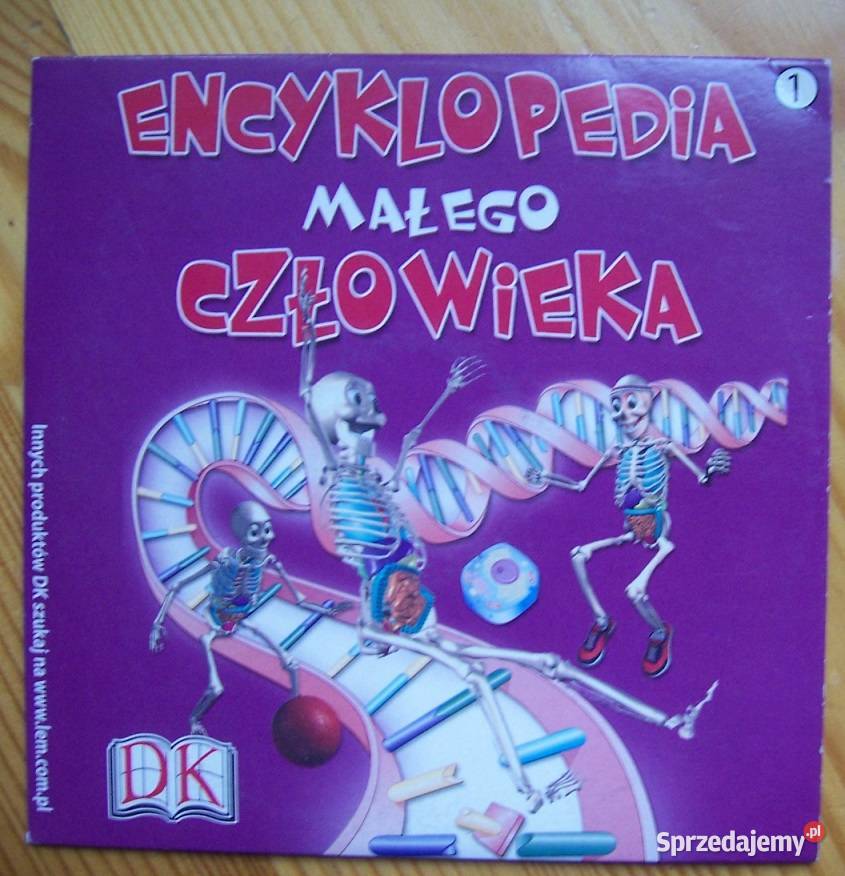 ENCYKLOPEDiA
1
MAŁEGO
CZŁOWiEKA
Innych produktów DK szukaj na www.lem.com.pl
DK
Sprzedajemy.pl